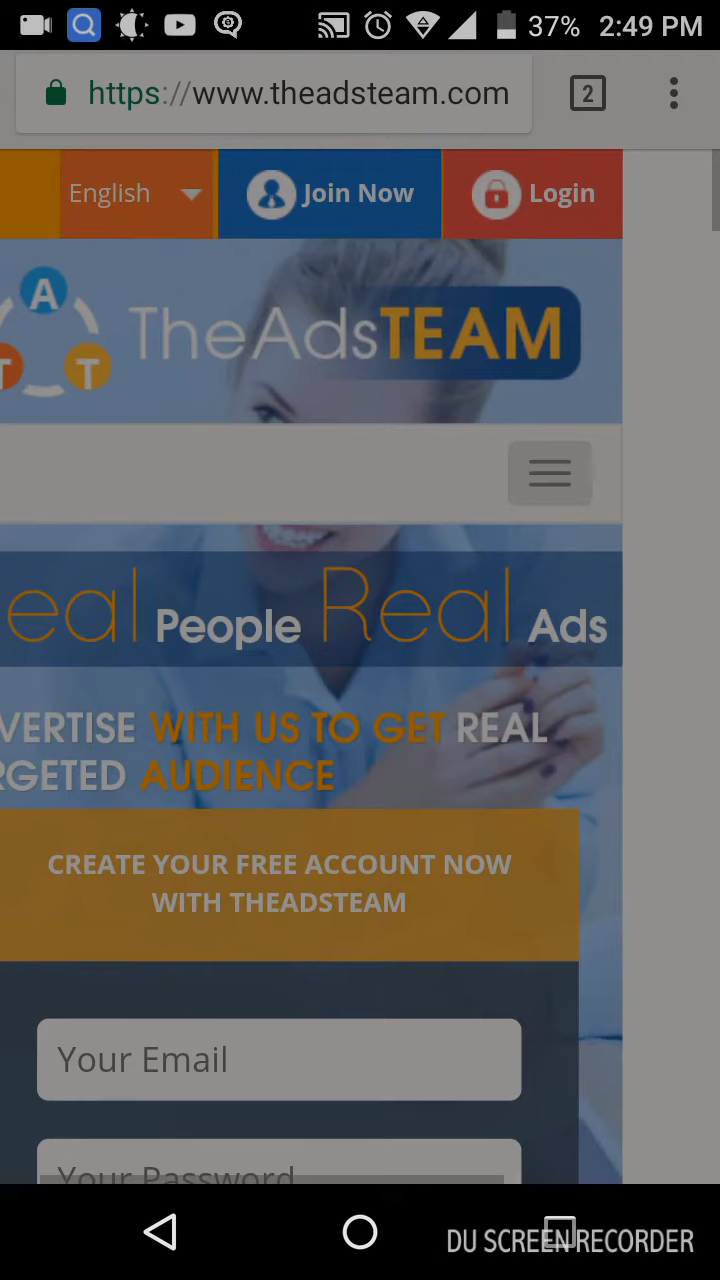 37% 2:49 PM
https://www.theadsteam.com
2
English
Join Now
Login
A
T T
TheAdsTEAM
eal People Real Ads
VERTISE WITH US TO GET REAL
RGETED AUDIENCE
CREATE YOUR FREE ACCOUNT NOW
WITH THEADSTEAM
Your Email
Your Password
DU SCREEN RECORDER